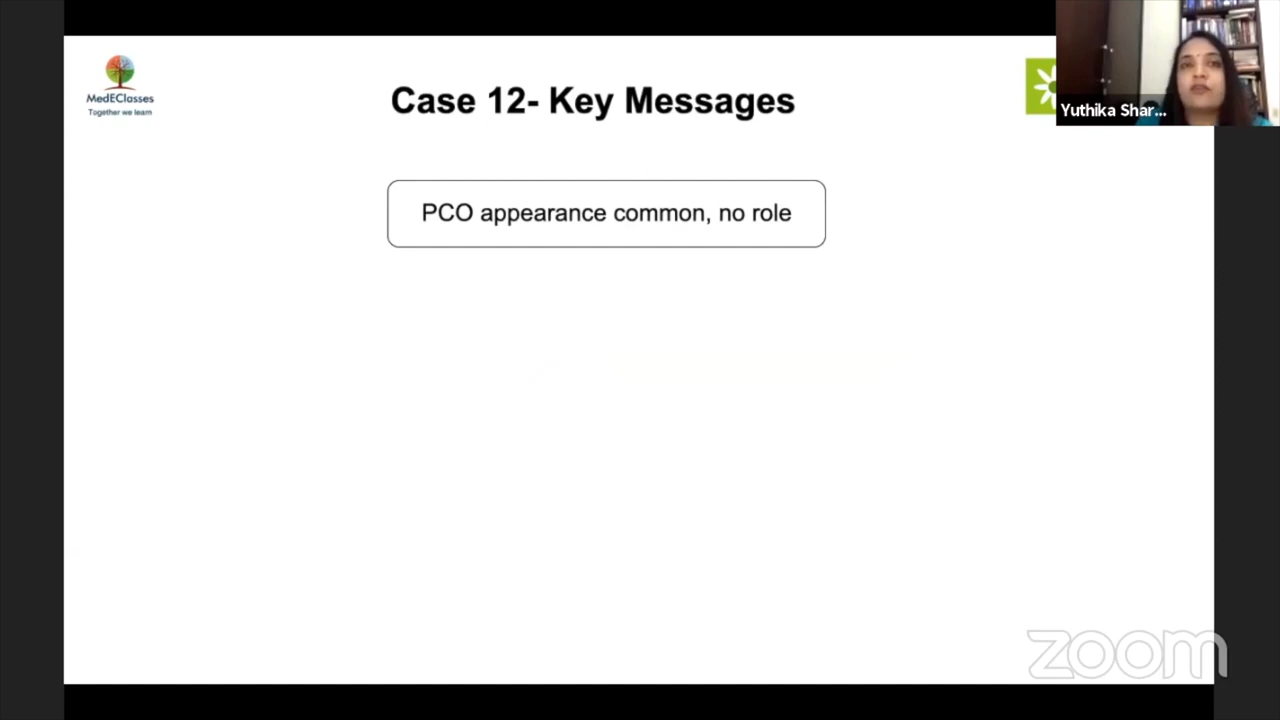 MedEClasses
Together we learn
Case 12- Key Messages
Yuthika Shar...
PCO appearance common, no role
zoom